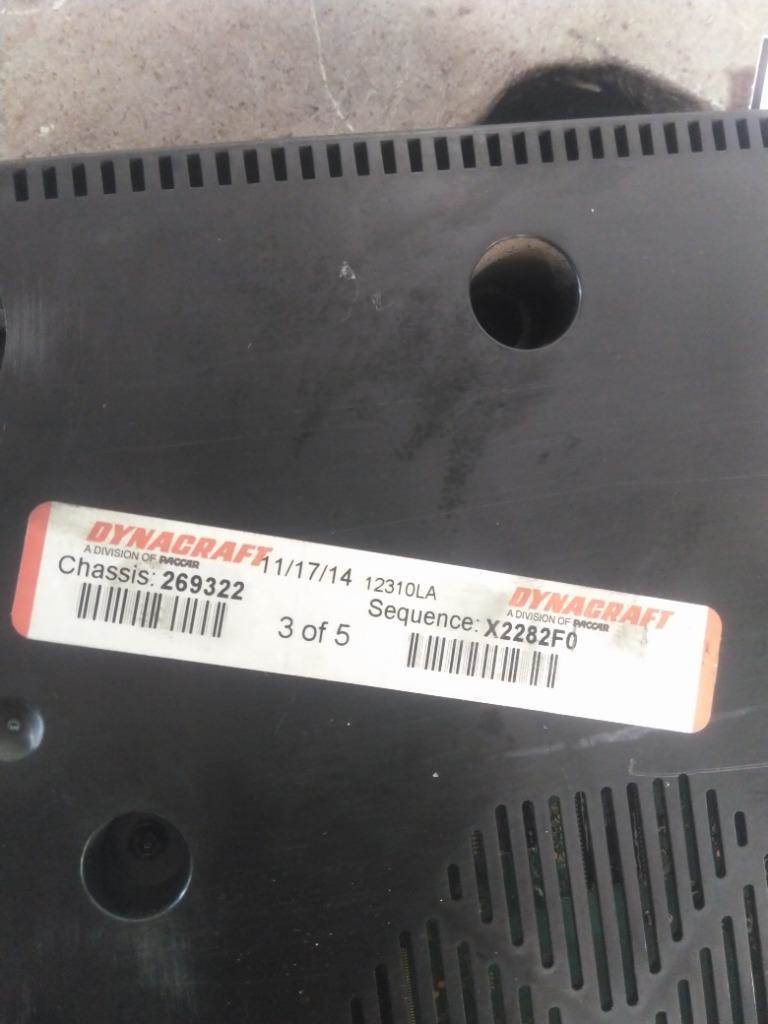 DYNACRAFT
A DIVISION OF PACCAR
11/17/14 12310LA
Chassis: 269322
3 of 5
DYNACRAFT
A DIVISION OF PACCAR
Sequence: X2282F0